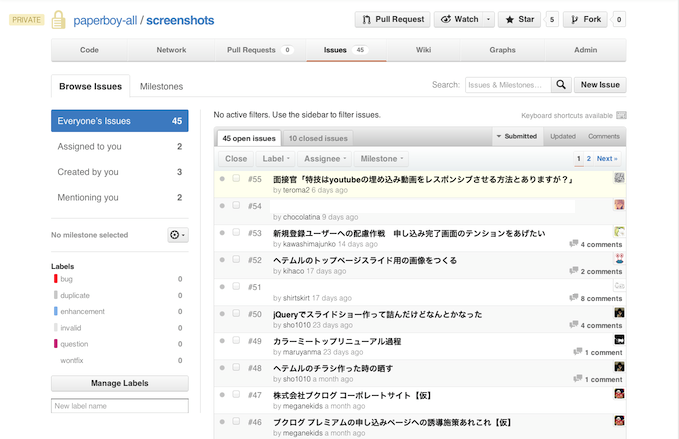 PRIVATE paperboy-all / screenshots Pull Request Watch Star 5 Fork 0
Code Network Pull Requests 0 Issues 45 Wiki Graphs Admin
Browse Issues Milestones Search: Issues & Milestones... New Issue
Everyone's Issues 45
Assigned to you 2
Created by you 3
Mentioning you 2
No milestone selected
Labels
bug 0
duplicate 0
enhancement 0
invalid 0
question 0
wontfix 0
Manage Labels
New label name
No active filters. Use the sidebar to filter issues. Keyboard shortcuts available
45 open issues 10 closed issues Submitted Updated Comments
Close Label Assignee Milestone 1 2 Next »
#55 面接官「特技はyoutubeの埋め込み動画をレスポンシブさせる方法とありますが？」
by teroma2 6 days ago
#54
by chocolatina 9 days ago
#53 新規登録ユーザーへの配慮作戦　申し込み完了画面のテンションをあげたい
by kawashimajunko 14 days ago 4 comments
#52 ヘテムルのトップページスライド用の画像をつくる
by kihaco 17 days ago 2 comments
#51
by shirtskirt 17 days ago 8 comments
#50 jQueryでスライドショー作って詰んだけどなんとかなった
by sho1010 23 days ago 4 comments
#49 カラーミートップリニューアル過程
by maruyanma 23 days ago 1 comment
#48 ヘテムルのチラシ作った時の晒す
by sho1010 a month ago 1 comment
#47 株式会社ブクログ コーポレートサイト【仮】
by meganekids a month ago
#46 ブクログ プレミアムの申し込みページへの誘導施策あれこれ【仮】
by meganekids a month ago